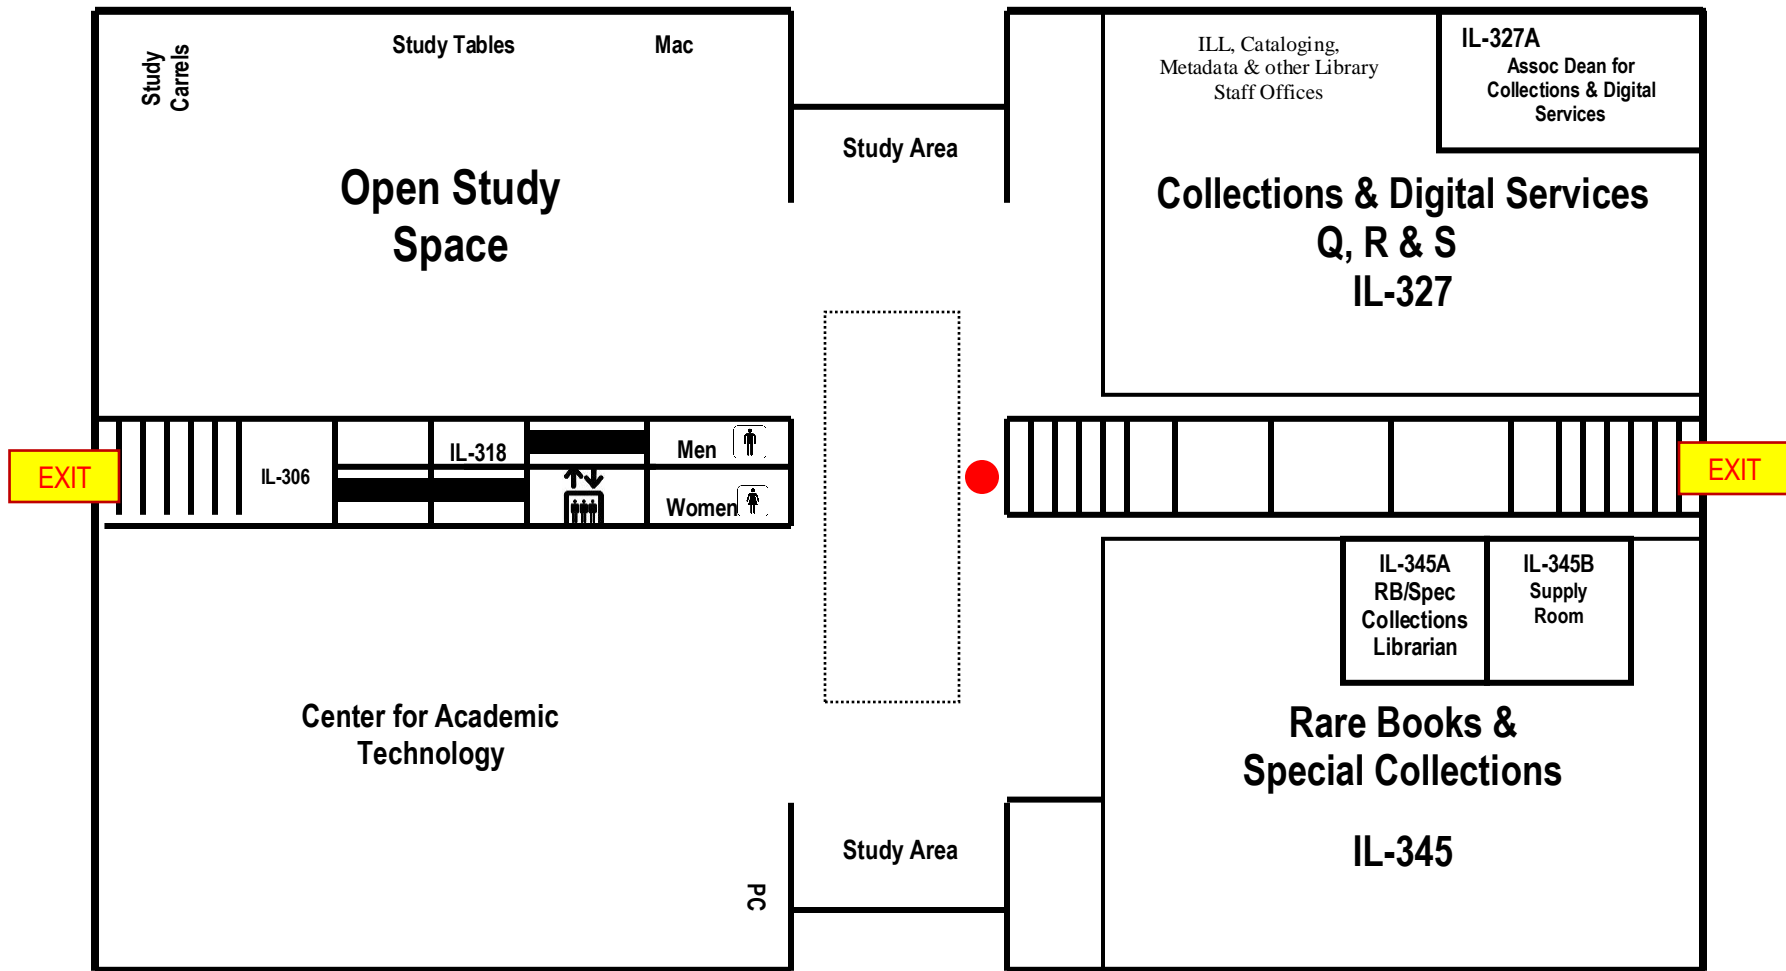 Study
Carrels
Study Tables
Mac
Open Study
Space
Study Area
ILL, Cataloging,
Metadata & other Library
Staff Offices
IL-327A
Assoc Dean for
Collections & Digital
Services
Collections & Digital Services
Q, R & S
IL-327
EXIT
IL-306
IL-318
Men
Women
EXIT
IL-345A
RB/Spec
Collections
Librarian
IL-345B
Supply
Room
Center for Academic
Technology
Rare Books &
Special Collections
IL-345
Study Area
PC